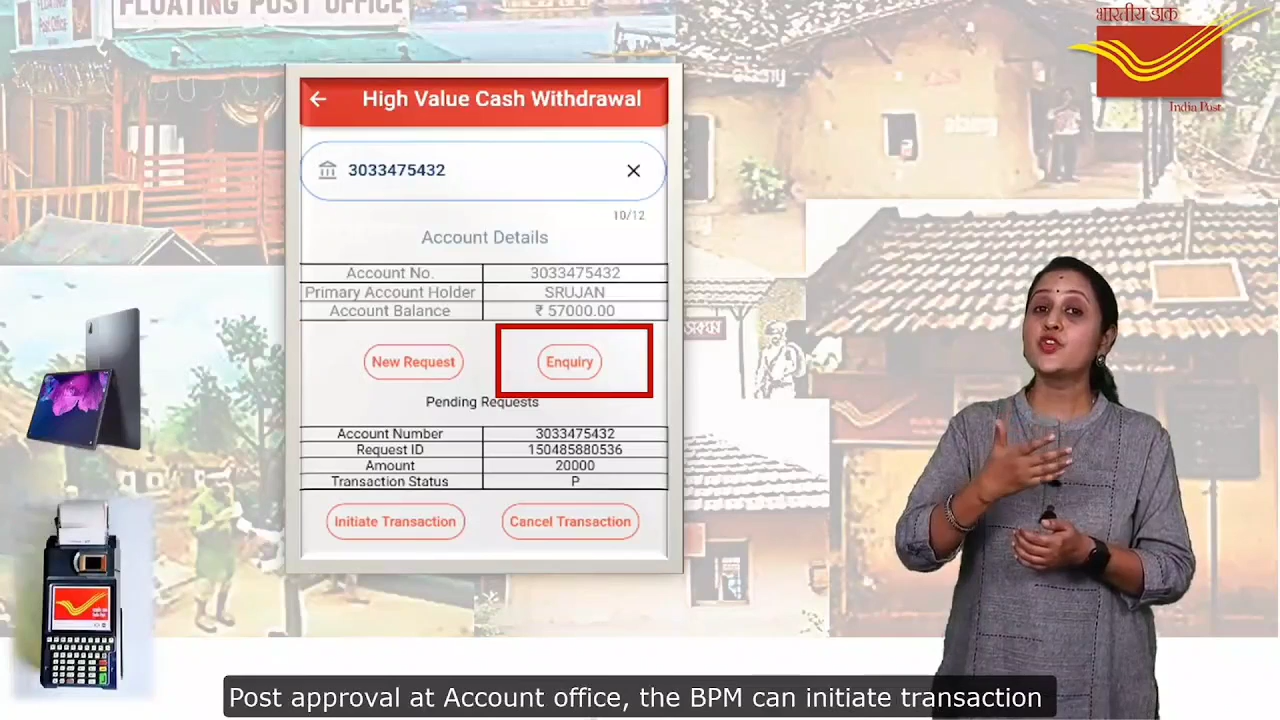 FLOATING POST OFFICE
भारतीय डाक
India Post
High Value Cash Withdrawal
3033475432
10/12
Account Details
Account No. 3033475432
Primary Account Holder SRUJAN
Account Balance ₹ 57000.00
New Request Enquiry
Pending Requests
Account Number 3033475432
Request ID 150485880536
Amount 20000
Transaction Status P
Initiate Transaction Cancel Transaction
Post approval at Account office, the BPM can initiate transaction